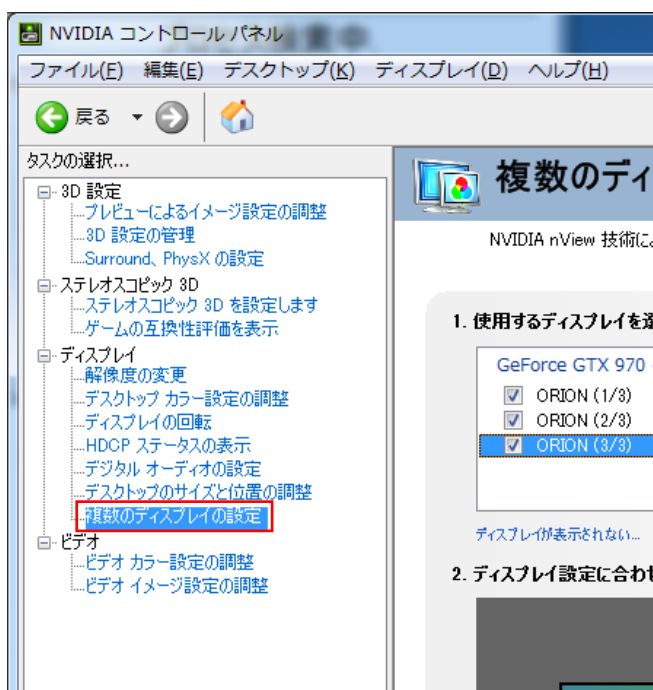 NVIDIA コントロール パネル
ファイル(F) 編集(E) デスクトップ(K) ディスプレイ(D) ヘルプ(H)
戻る
タスクの選択...
3D 設定
プレビューによるイメージ設定の調整
3D 設定の管理
Surround、PhysX の設定
ステレオスコピック 3D
ステレオスコピック 3D を設定します
ゲームの互換性評価を表示
ディスプレイ
解像度の変更
デスクトップ カラー設定の調整
ディスプレイの回転
HDCP ステータスの表示
デジタル オーディオの設定
デスクトップのサイズと位置の調整
複数のディスプレイの設定
ビデオ
ビデオ カラー設定の調整
ビデオ イメージ設定の調整
複数のディ
NVIDIA nView 技術に
1. 使用するディスプレイを
GeForce GTX 970
ORION (1/3)
ORION (2/3)
ORION (3/3)
ディスプレイが表示されない...
2. ディスプレイ設定に合わ